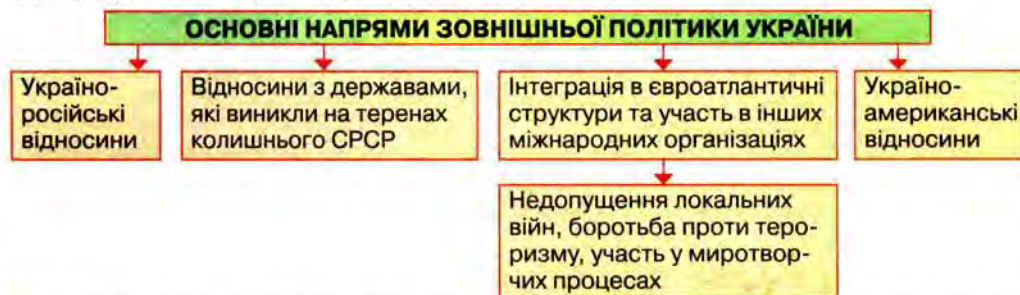 ОСНОВНІ НАПРЯМИ ЗОВНІШНЬОЇ ПОЛІТИКИ УКРАЇНИ
Україно-
російські
відносини
Відносини з державами,
які виникли на теренах
колишнього СРСР
Інтеграція в євроатлантичні
структури та участь в інших
міжнародних організаціях
Україно-
американські
відносини
Недопущення локальних
війн, боротьба проти теро-
ризму, участь у миротвор-
чих процесах